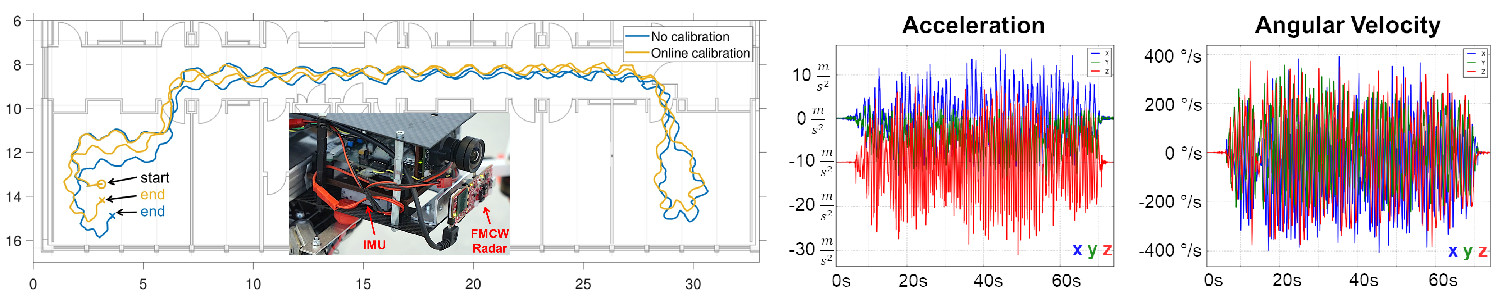 6
8
10
12
14
16
0
5
10
15
20
25
30
No calibration
Online calibration
start
end
end
IMU
FMCW
Radar
Acceleration
10 m/s²
0 m/s²
-10 m/s²
-20 m/s²
-30 m/s²
0s
20s
40s
60s
x
Y
z
x y z
Angular Velocity
400 °/s
200 °/s
0 °/s
-200 °/s
-400 °/s
0s
20s
40s
60s
x
Y
z
x y z